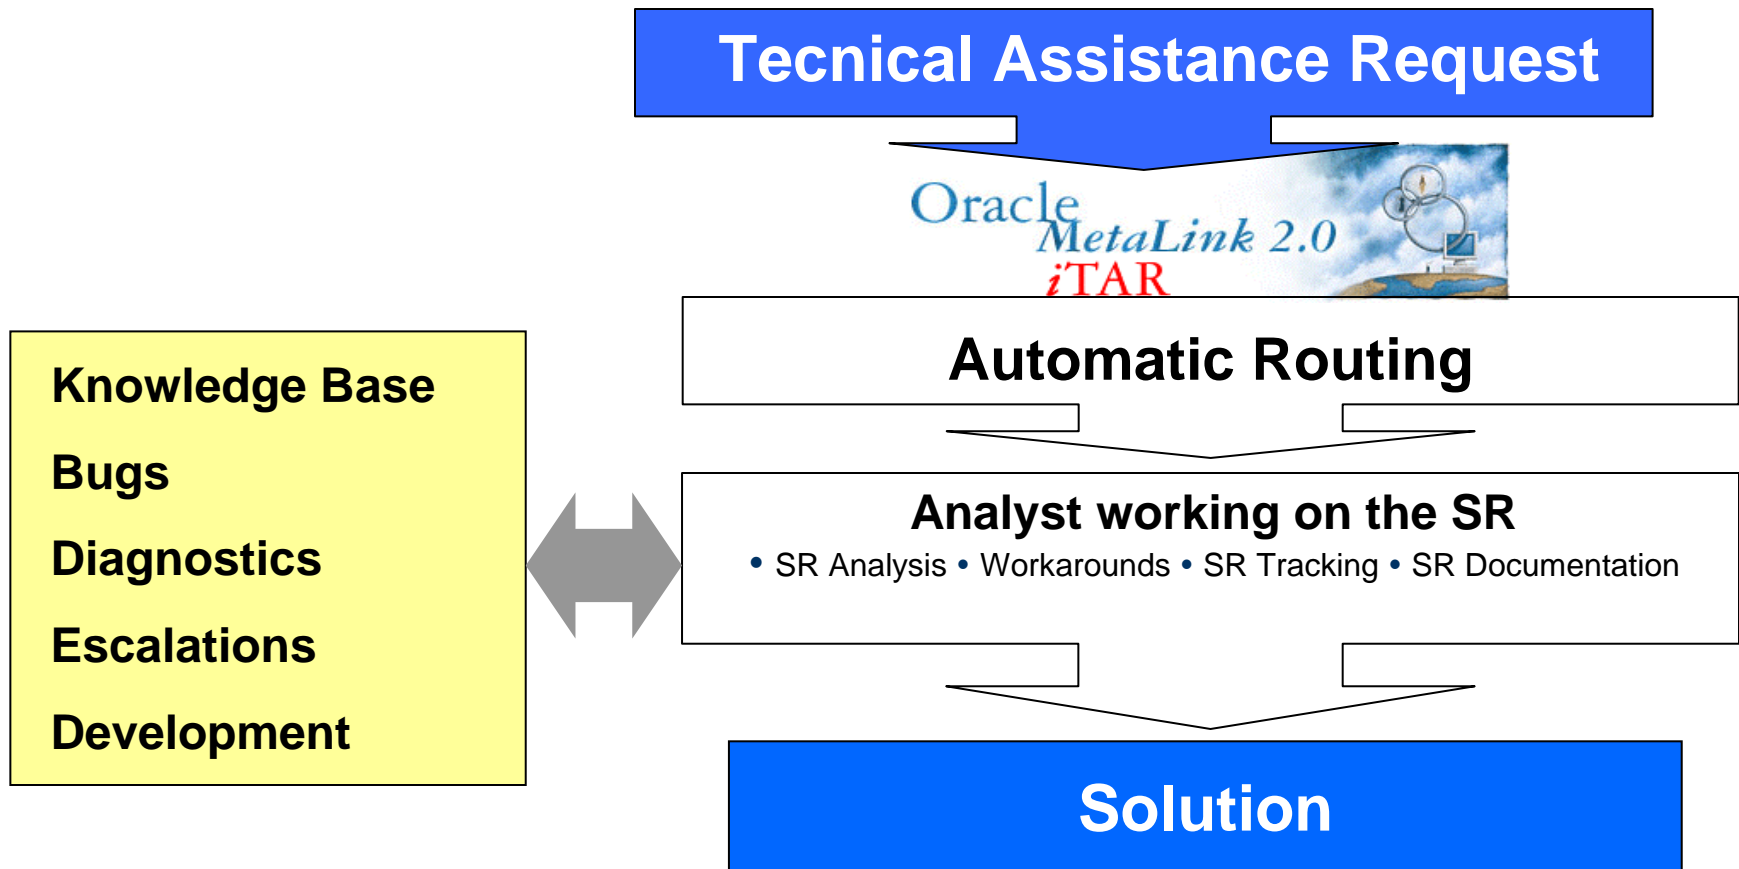 Tecnical Assistance Request
Oracle
MetaLink 2.0
iTAR
Automatic Routing
Knowledge Base
Bugs
Diagnostics
Escalations
Development
Analyst working on the SR
• SR Analysis • Workarounds • SR Tracking • SR Documentation
Solution